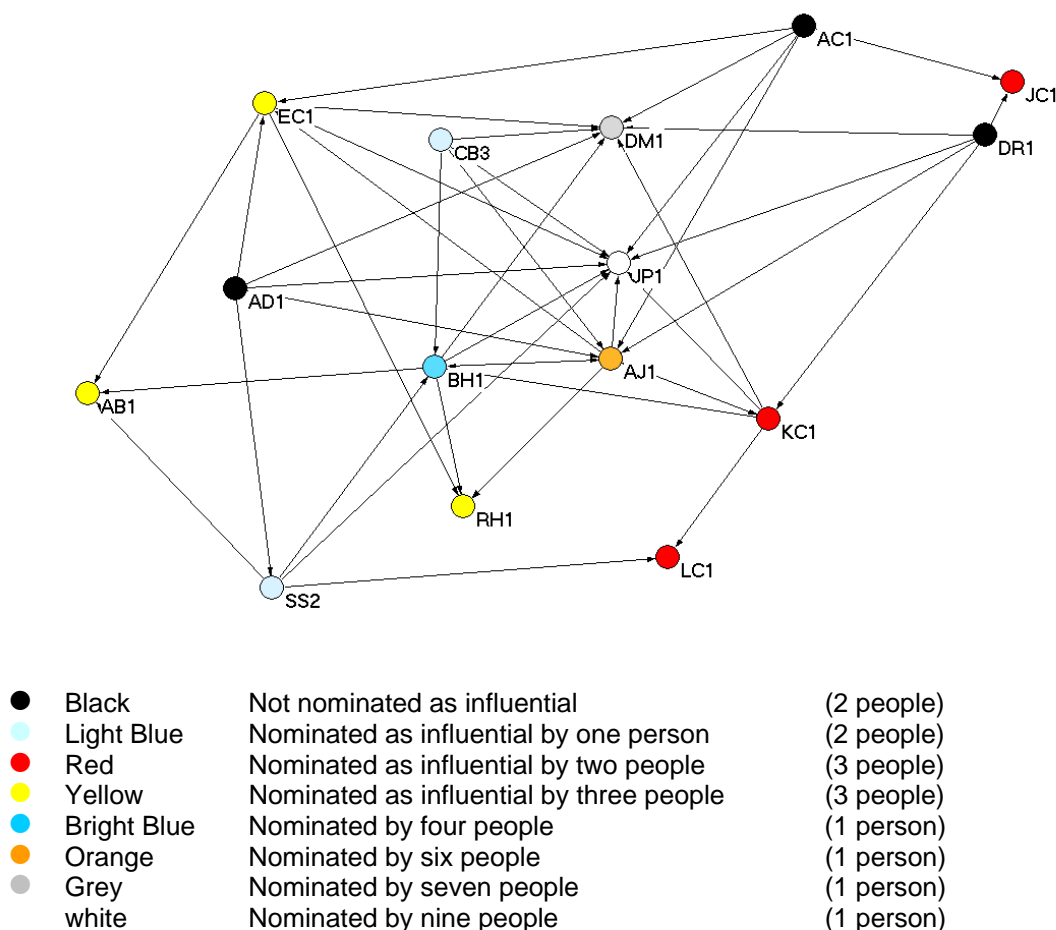 AC1
JC1
EC1
DM1
DR1
CB3
JP1
AD1
AJ1
BH1
AB1
KC1
RH1
LC1
SS2
Black Not nominated as influential (2 people)
Light Blue Nominated as influential by one person (2 people)
Red Nominated as influential by two people (3 people)
Yellow Nominated as influential by three people (3 people)
Bright Blue Nominated by four people (1 person)
Orange Nominated by six people (1 person)
Grey Nominated by seven people (1 person)
white Nominated by nine people (1 person)